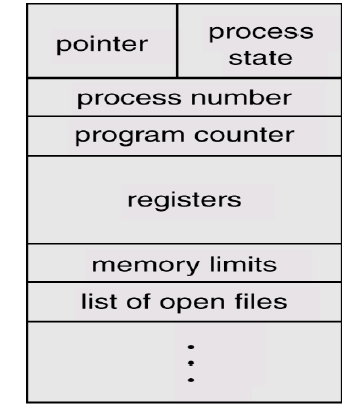 pointer
process
state
process number
program counter
registers
memory limits
list of open files